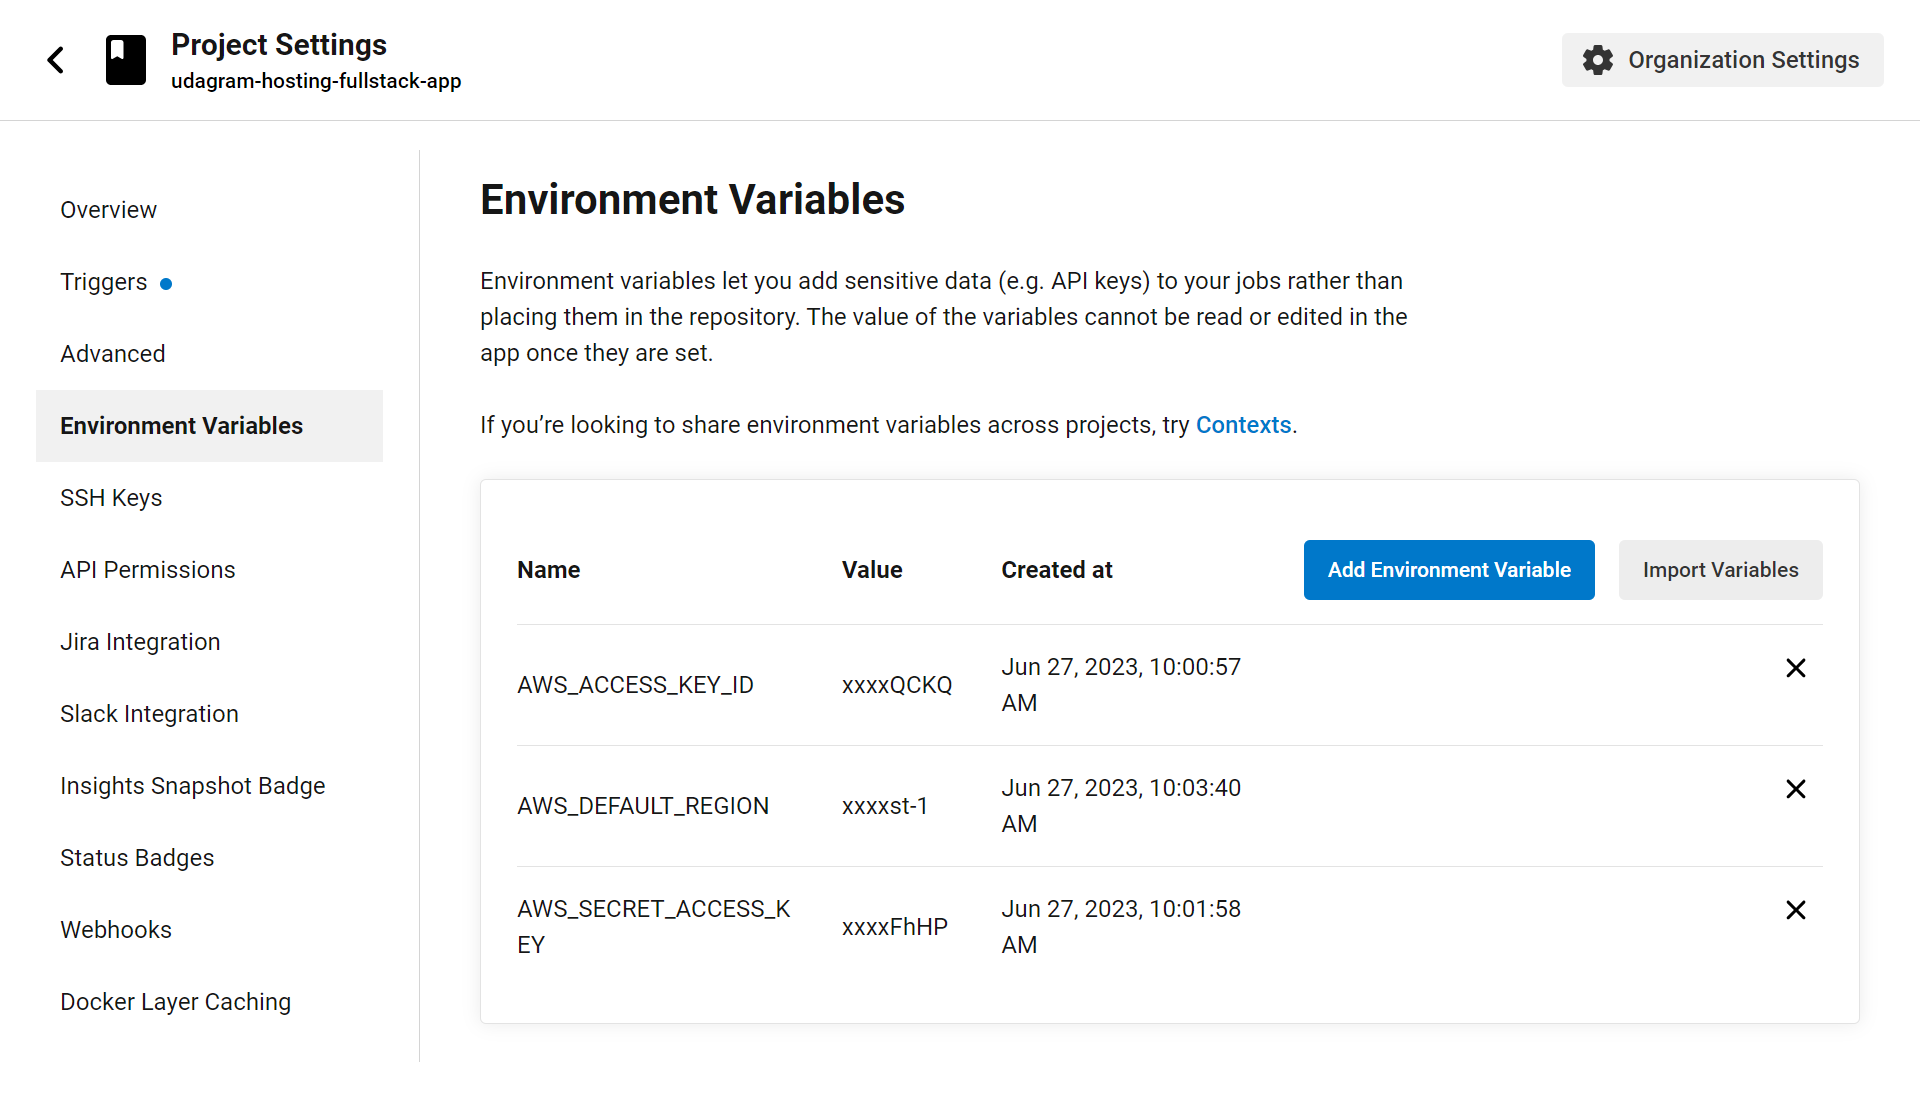 Project Settings
udagram-hosting-fullstack-app
Organization Settings
Overview
Triggers
Advanced
Environment Variables
SSH Keys
API Permissions
Jira Integration
Slack Integration
Insights Snapshot Badge
Status Badges
Webhooks
Docker Layer Caching
Environment Variables
Environment variables let you add sensitive data (e.g. API keys) to your jobs rather than
placing them in the repository. The value of the variables cannot be read or edited in the
app once they are set.
If you’re looking to share environment variables across projects, try Contexts.
Name Value Created at Add Environment Variable Import Variables
AWS_ACCESS_KEY_ID xxxxQCKQ Jun 27, 2023, 10:00:57
AM
AWS_DEFAULT_REGION xxxxst-1 Jun 27, 2023, 10:03:40
AM
AWS_SECRET_ACCESS_K
EY
xxxxFhHP
Jun 27, 2023, 10:01:58
AM